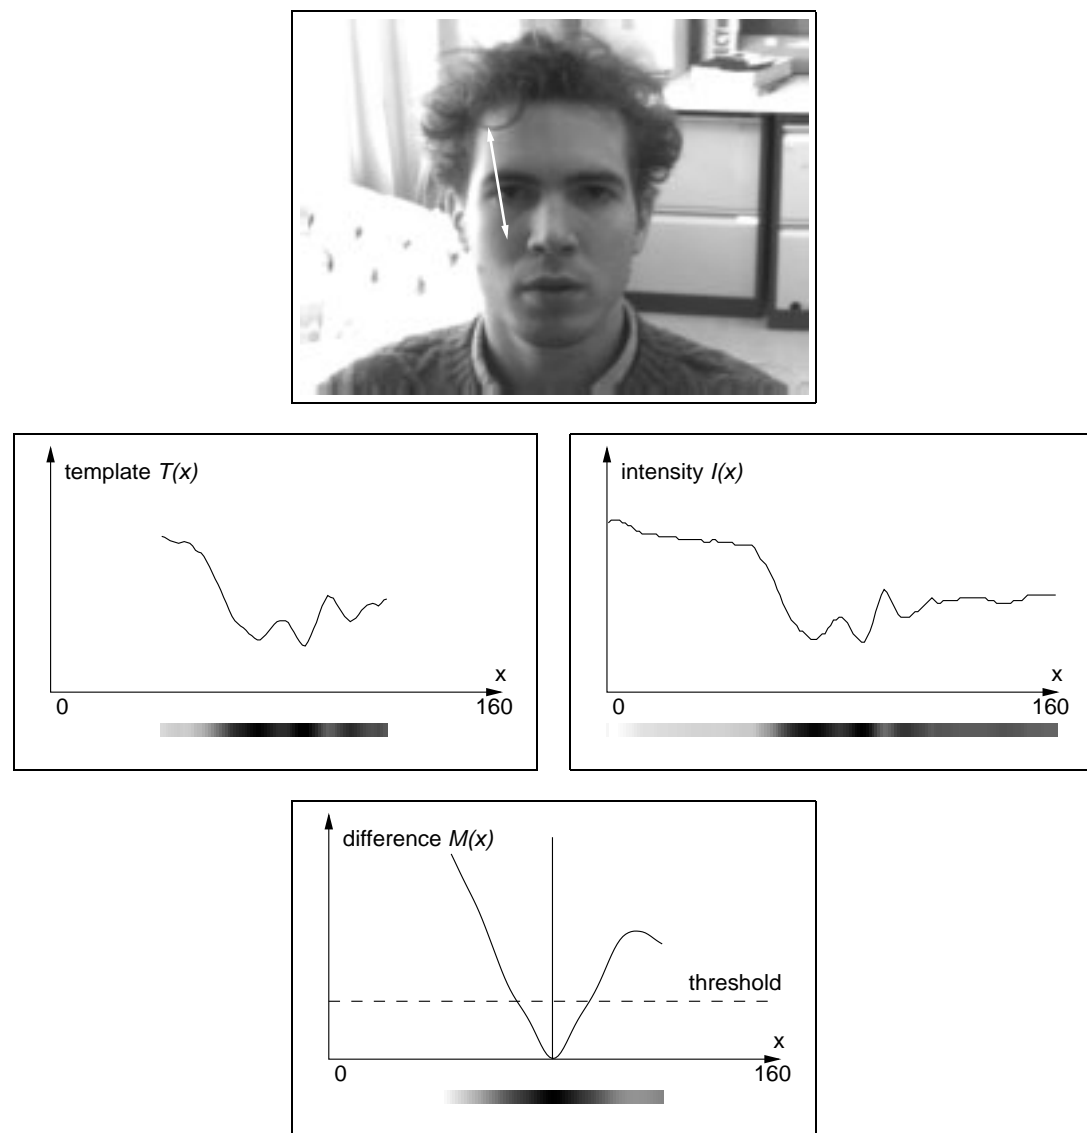 template T(x)
x
0
160
intensity I(x)
x
0
160
difference M(x)
threshold
x
0
160